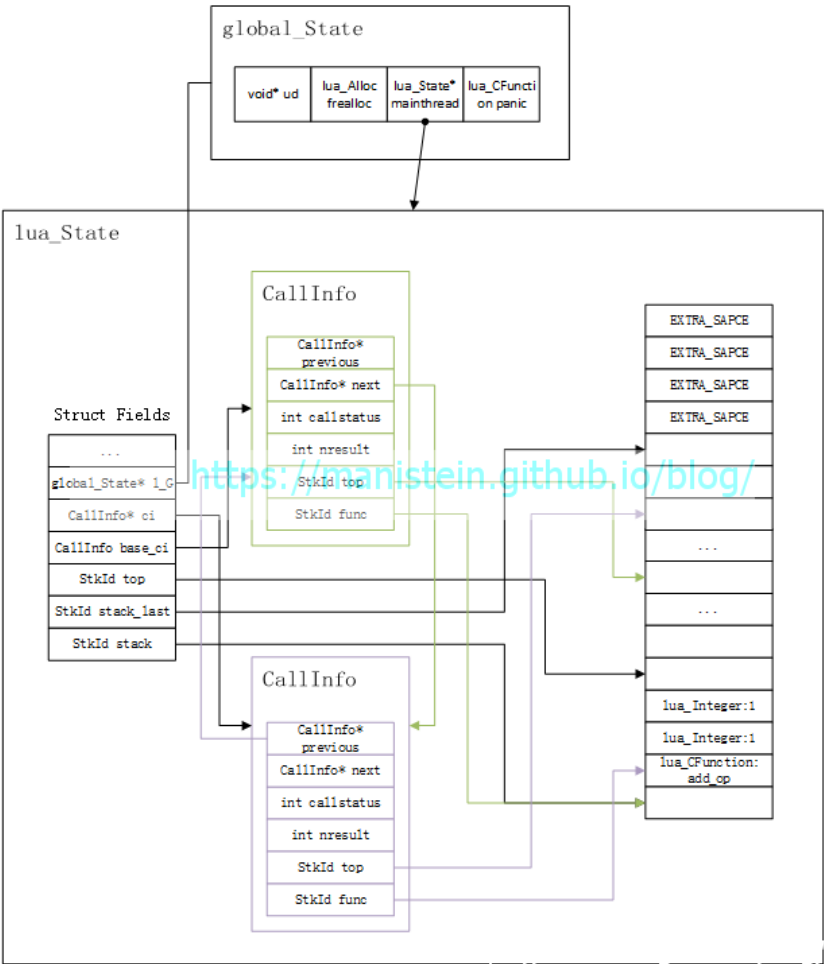 global_State
void* ud
lua_Alloc
frealloc
lua_State*
mainthread
lua_CFuncti
on panic
lua_State
CallInfo
CallInfo*
previous
CallInfo* next
int callstatus
int nresult
StkId top
StkId func
Struct Fields
...
global_State* l_G
CallInfo* ci
CallInfo base_ci
StkId top
StkId stack_last
StkId stack
https://manistein.github.io/blog/
EXTRA_SAPCE
EXTRA_SAPCE
EXTRA_SAPCE
EXTRA_SAPCE
...
...
lua_Integer:1
lua_Integer:1
lua_CFunction:
add_op
CallInfo
CallInfo*
previous
CallInfo* next
int callstatus
int nresult
StkId top
StkId func